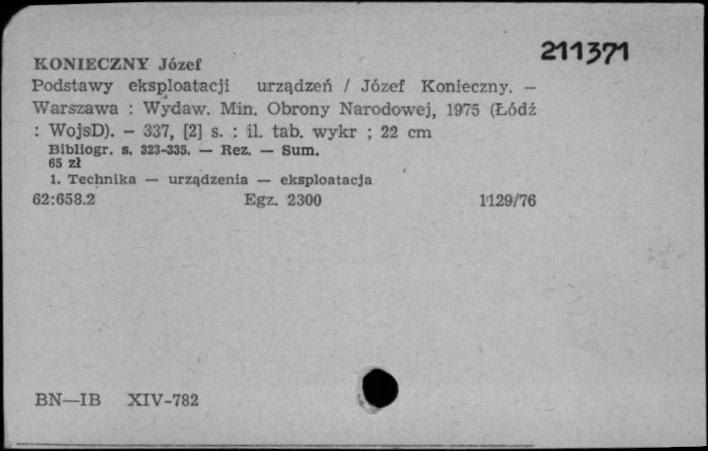 211371
KONIECZNY Józef
Podstawy eksploatacji urządzeń / Józef Konieczny. —
Warszawa : Wydaw. Min. Obrony Narodowej, 1975 (Łódź
: WojsD). — 337, [2] s. : il. tab. wykr ; 22 cm
Bibliogr. s. 323-335. — Rez. — Sum.
65 zł
1. Technika — urządzenia — eksploatacja
62:658.2 Egz. 2300 1129/76
BN—IB XIV-782